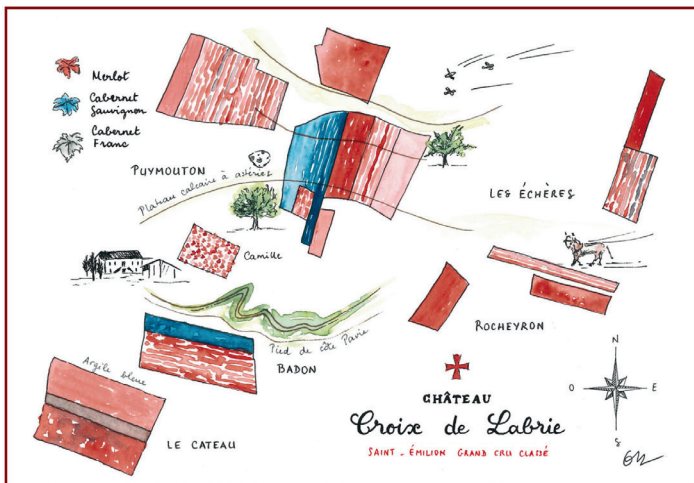 Merlot
Cabernet
Sauvignon
Cabernet
Franc
PUYMOUTON
Plateau calcaire à astéries
LES ÉCHÈRES
Camille
ROCHEYRON
Pied de côte Pavie
BADON
Argile bleue
LE CATEAU
CHÂTEAU
Croix de Labrie
SAINT-ÉMILION GRAND CRU CLASSÉ
N
O
E
S